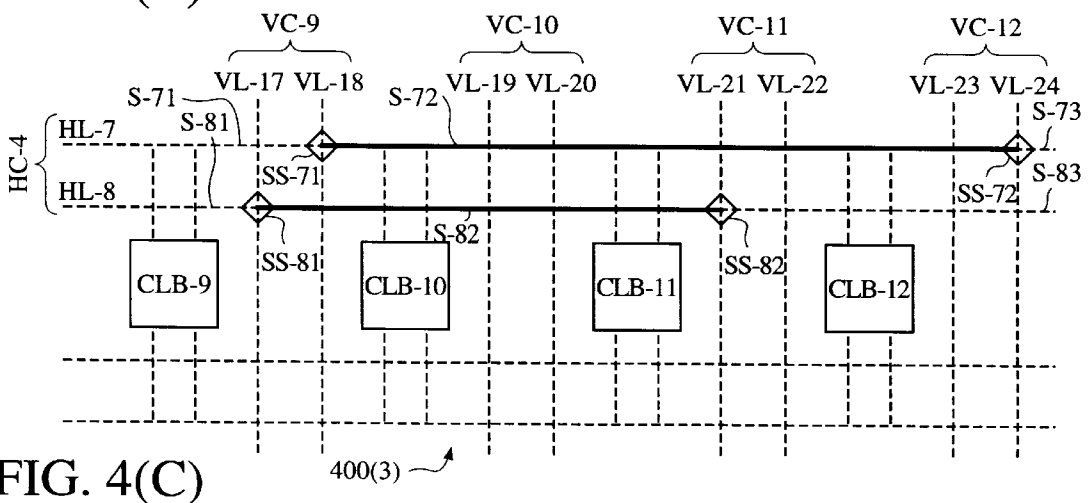 VC-9 VC-10 VC-11 VC-12
VL-17 VL-18 VL-19 VL-20 VL-21 VL-22 VL-23 VL-24
S-71 S-72 S-73
S-81
HL-7
HC-4
SS-71 SS-72 S-83
HL-8
S-82
SS-81 SS-82
CLB-9 CLB-10 CLB-11 CLB-12
400(3)
FIG. 4(C)